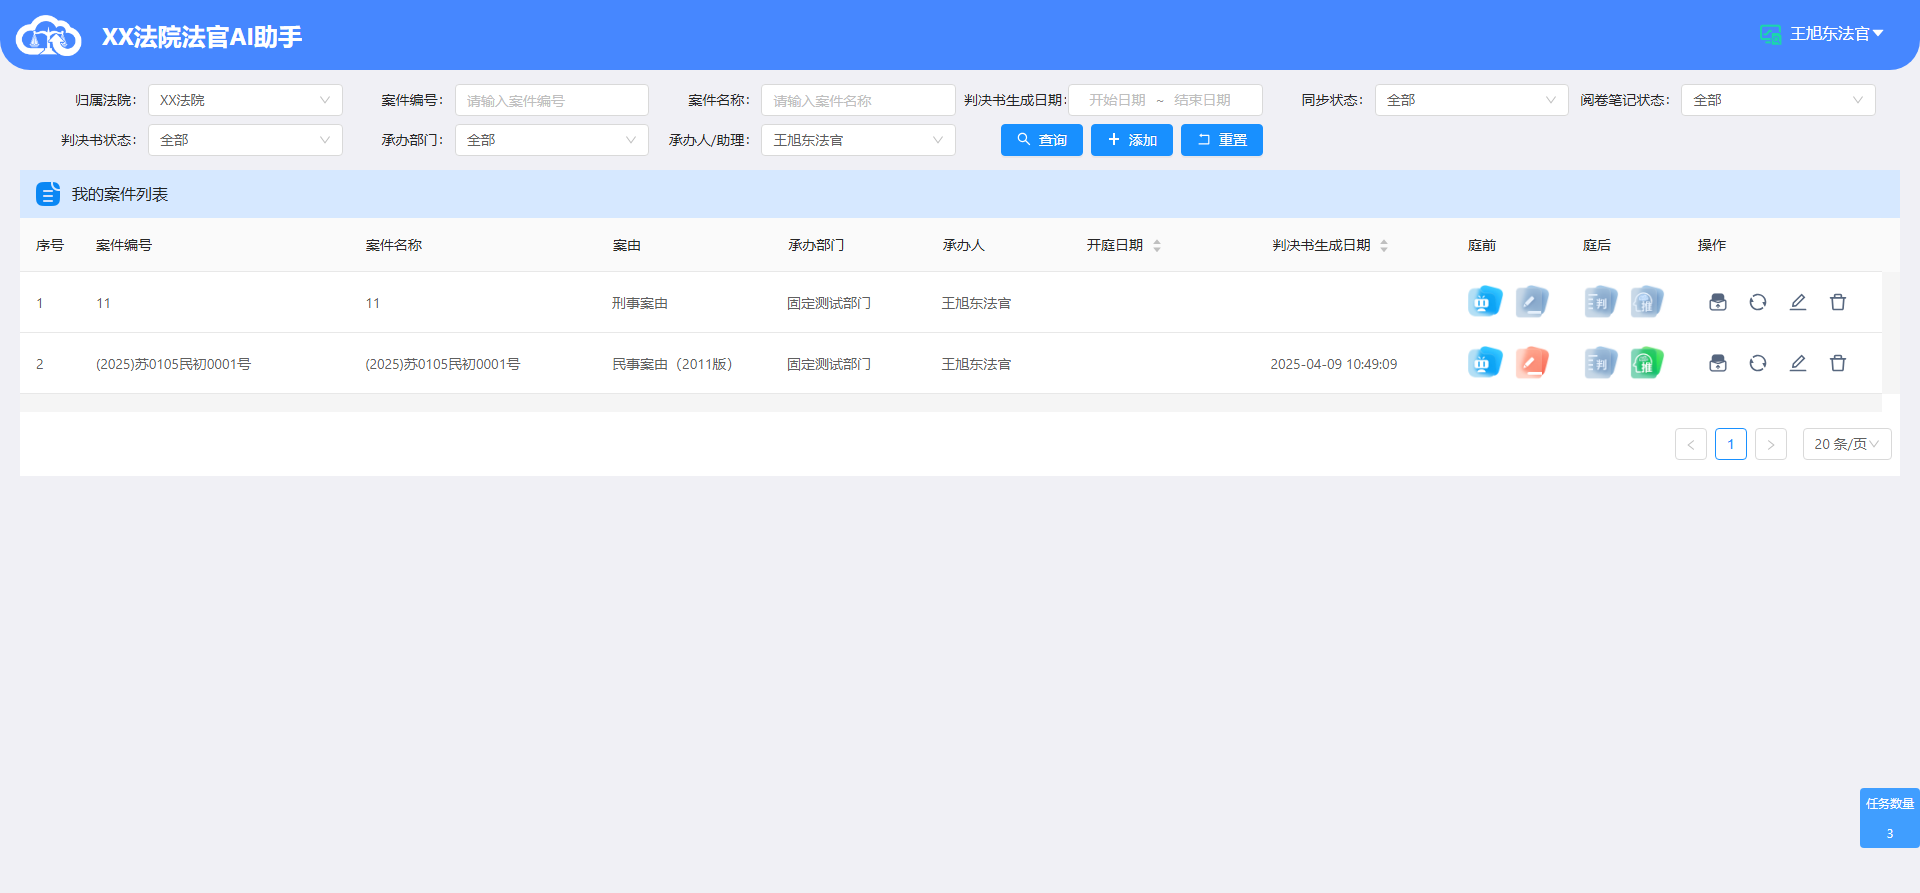 XX法院法官AI助手
王旭东法官
归属法院: XX法院 案件编号: 请输入案件编号 案件名称: 请输入案件名称 判决书生成日期: 开始日期 ~ 结束日期 同步状态: 全部 阅卷笔记状态: 全部
判决书状态: 全部 承办部门: 全部 承办人/助理: 王旭东法官 查询 添加 重置
我的案件列表
序号 案件编号 案件名称 案由 承办部门 承办人 开庭日期 判决书生成日期 庭前 庭后 操作
1 11 11 刑事案由 固定测试部门 王旭东法官 判 推
2 (2025)苏0105民初0001号 (2025)苏0105民初0001号 民事案由（2011版） 固定测试部门 王旭东法官 2025-04-09 10:49:09 判 推
< 1 > 20 条/页
任务数量
3